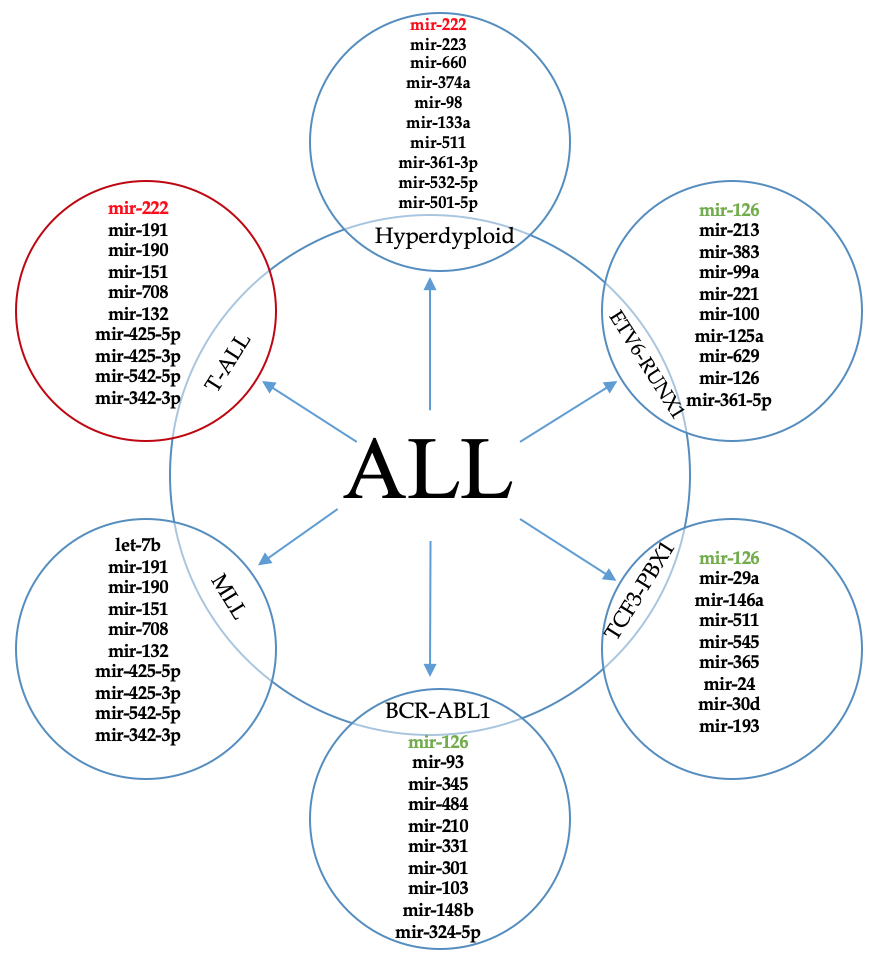 mir-222
mir-223
mir-660
mir-374a
mir-98
mir-133a
mir-511
mir-361-3p
mir-532-5p
mir-501-5p
Hyperdyploid
mir-222
mir-191
mir-190
mir-151
mir-708
mir-132
mir-425-5p
mir-425-3p
mir-542-5p
mir-342-3p
T-ALL
mir-126
mir-213
mir-383
mir-99a
mir-221
mir-100
mir-125a
mir-629
mir-126
mir-361-5p
ETV6-RUNX1
ALL
let-7b
mir-191
mir-190
mir-151
mir-708
mir-132
mir-425-5p
mir-425-3p
mir-542-5p
mir-342-3p
MLL
mir-126
mir-29a
mir-146a
mir-511
mir-545
mir-365
mir-24
mir-30d
mir-193
TCF3-PBX1
BCR-ABL1
mir-126
mir-93
mir-345
mir-484
mir-210
mir-331
mir-301
mir-103
mir-148b
mir-324-5p